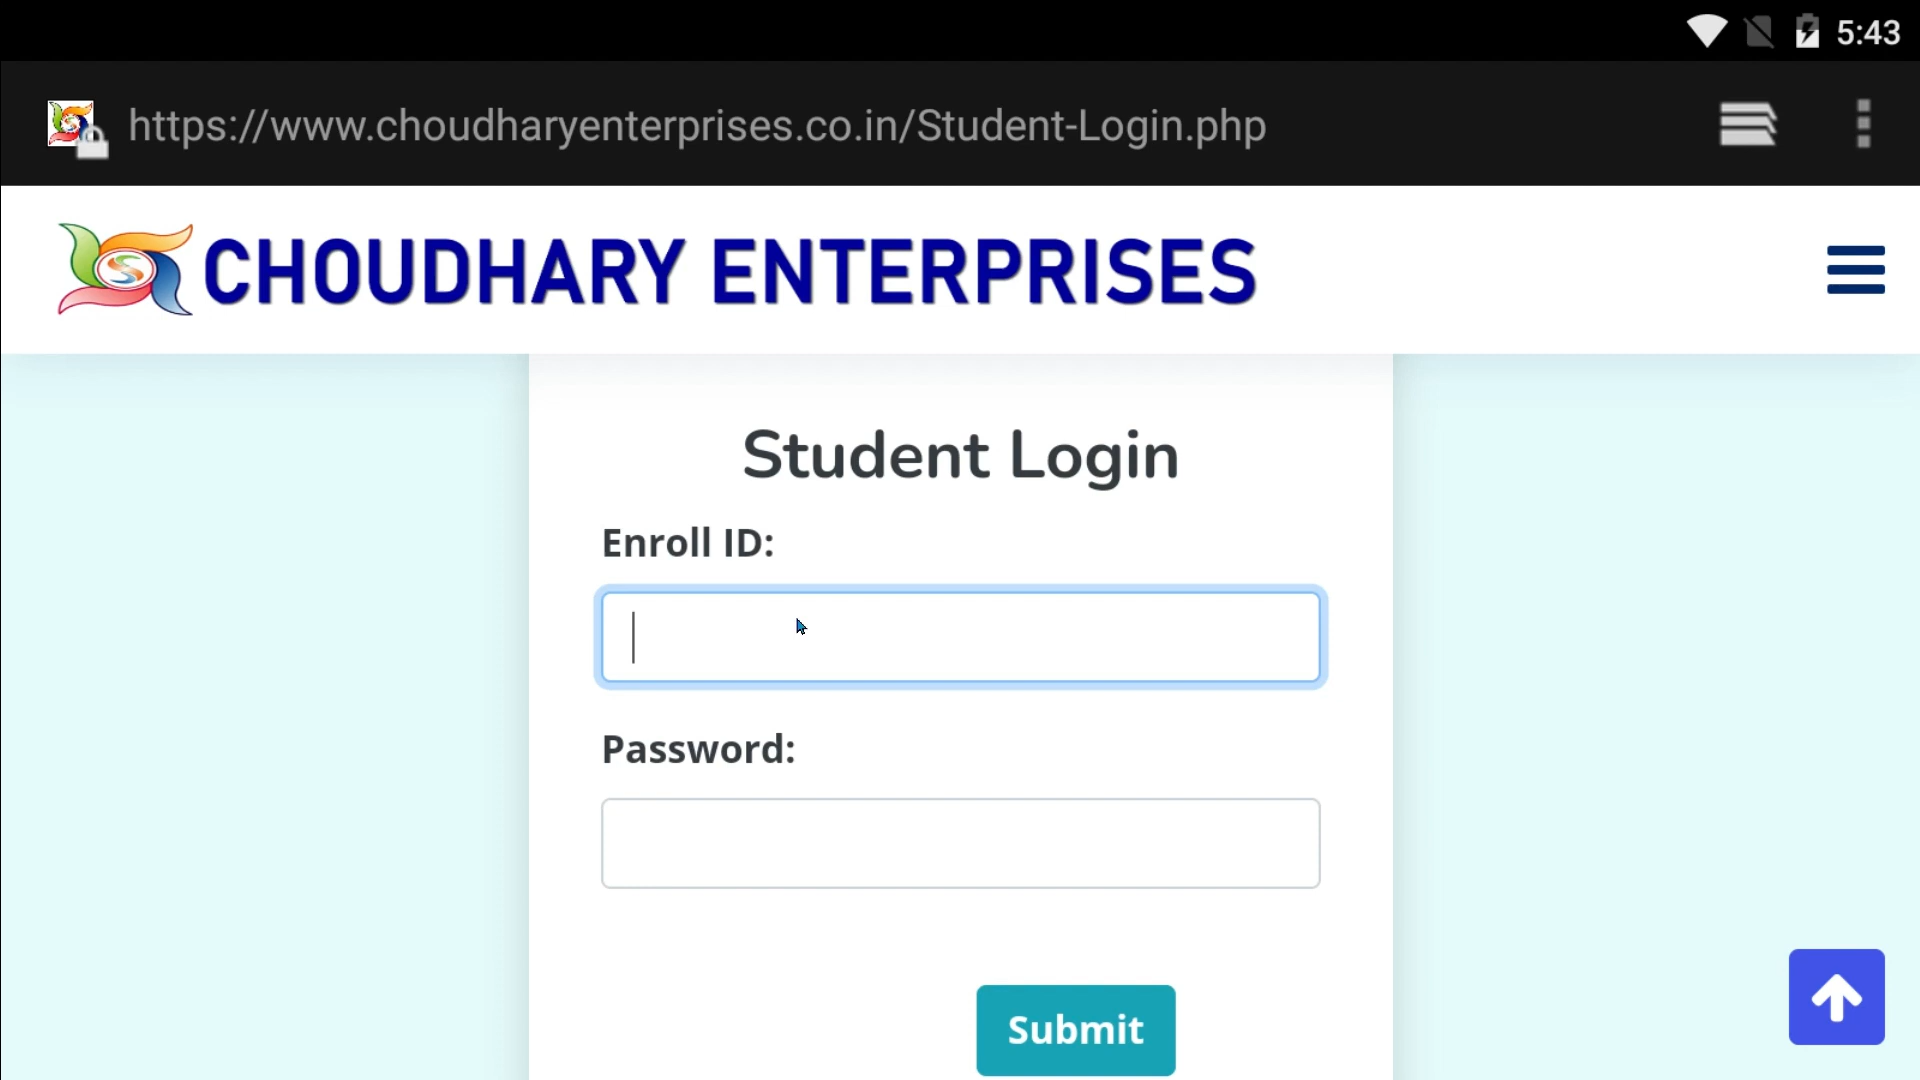 5:43
https://www.choudharyenterprises.co.in/Student-Login.php
CHOUDHARY ENTERPRISES
Student Login
Enroll ID:
Password:
Submit